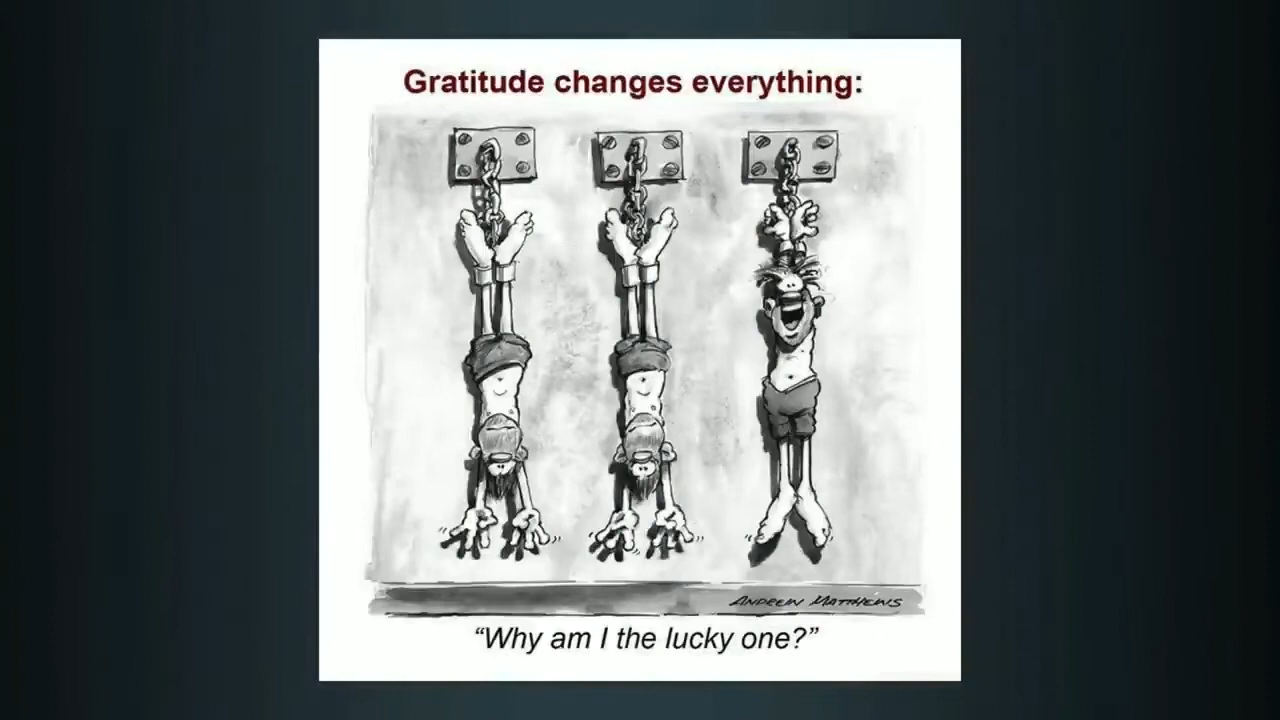 Gratitude changes everything:
ANDREW MATTHEWS
“Why am I the lucky one?”